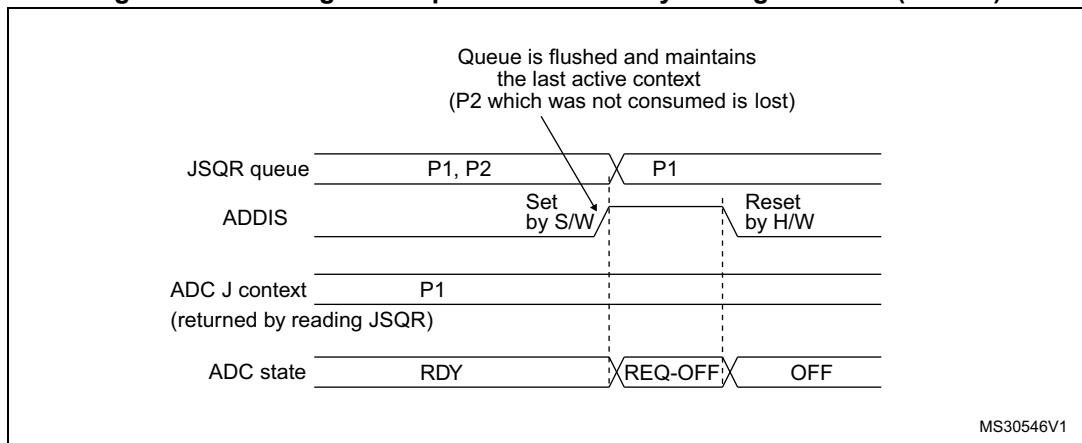 Queue is flushed and maintains
the last active context
(P2 which was not consumed is lost)
JSQR queue P1, P2 P1
ADDIS Set by S/W Reset by H/W
ADC J context P1
(returned by reading JSQR)
ADC state RDY REQ-OFF OFF
MS30546V1